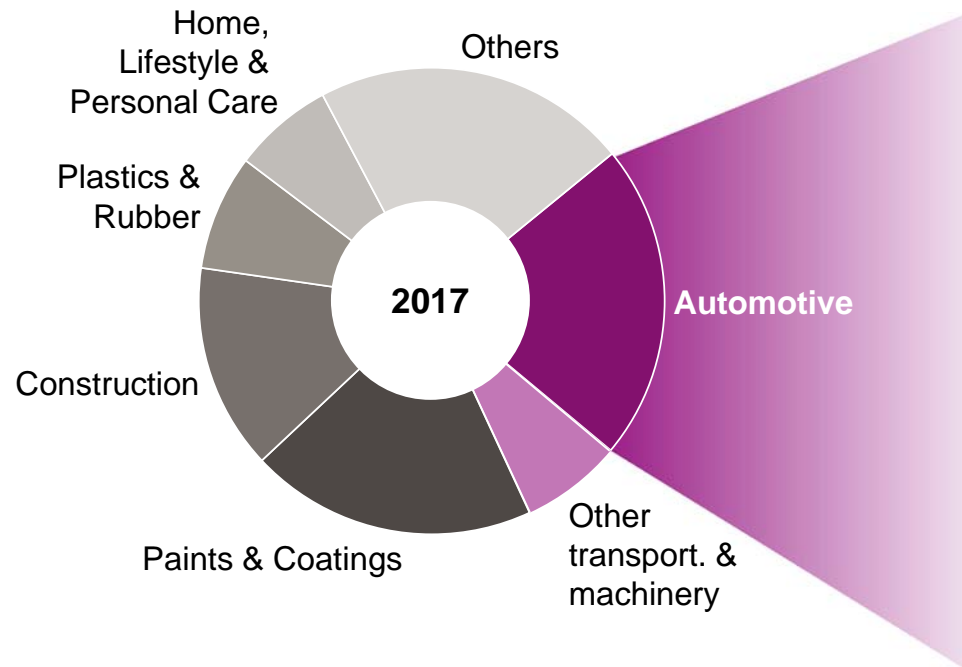 Home,
Lifestyle &
Personal Care
Others
Plastics &
Rubber
2017
Automotive
Construction
Other
transport. &
machinery
Paints & Coatings